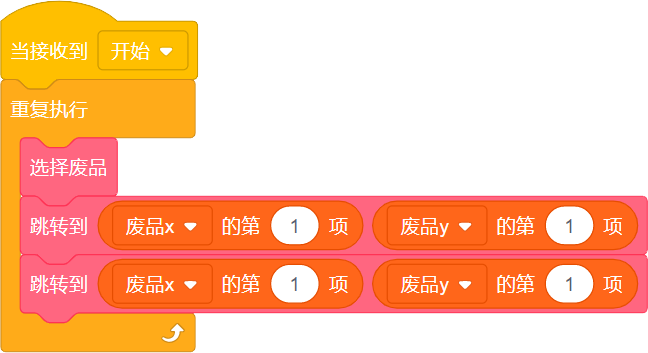 当接收到 开始
重复执行
选择废品
跳转到 废品x 的第 1 项 废品y 的第 1 项
跳转到 废品x 的第 1 项 废品y 的第 1 项